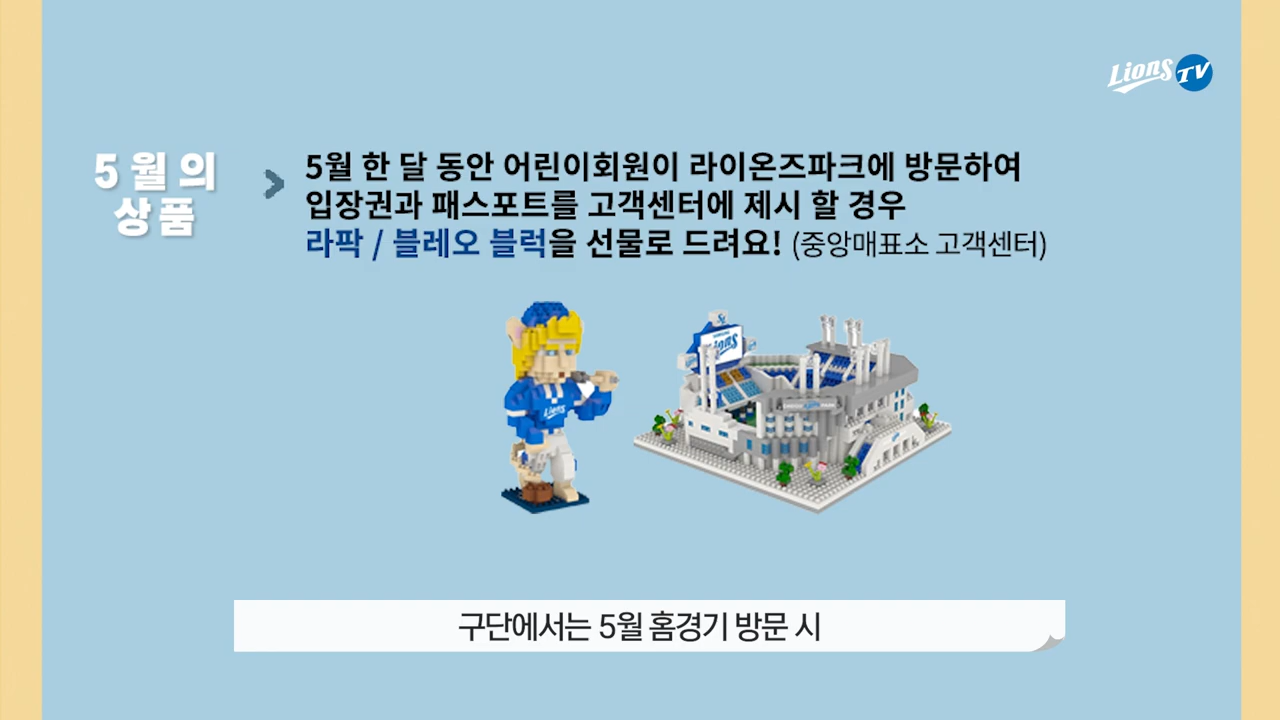 Lions TV
5월의
상품
5월 한 달 동안 어린이회원이 라이온즈파크에 방문하여
입장권과 패스포트를 고객센터에 제시 할 경우
라팍 / 블레오 블럭을 선물로 드려요! (중앙매표소 고객센터)
Lions
Lions
구단에서는 5월 홈경기 방문 시